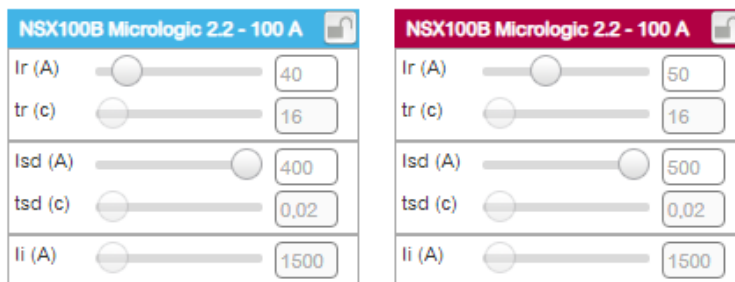 NSX100B Micrologic 2.2 - 100 A
Ir (A) 40
tr (c) 16
Isd (A) 400
tsd (c) 0,02
Ii (A) 1500
NSX100B Micrologic 2.2 - 100 A
Ir (A) 50
tr (c) 16
Isd (A) 500
tsd (c) 0,02
Ii (A) 1500